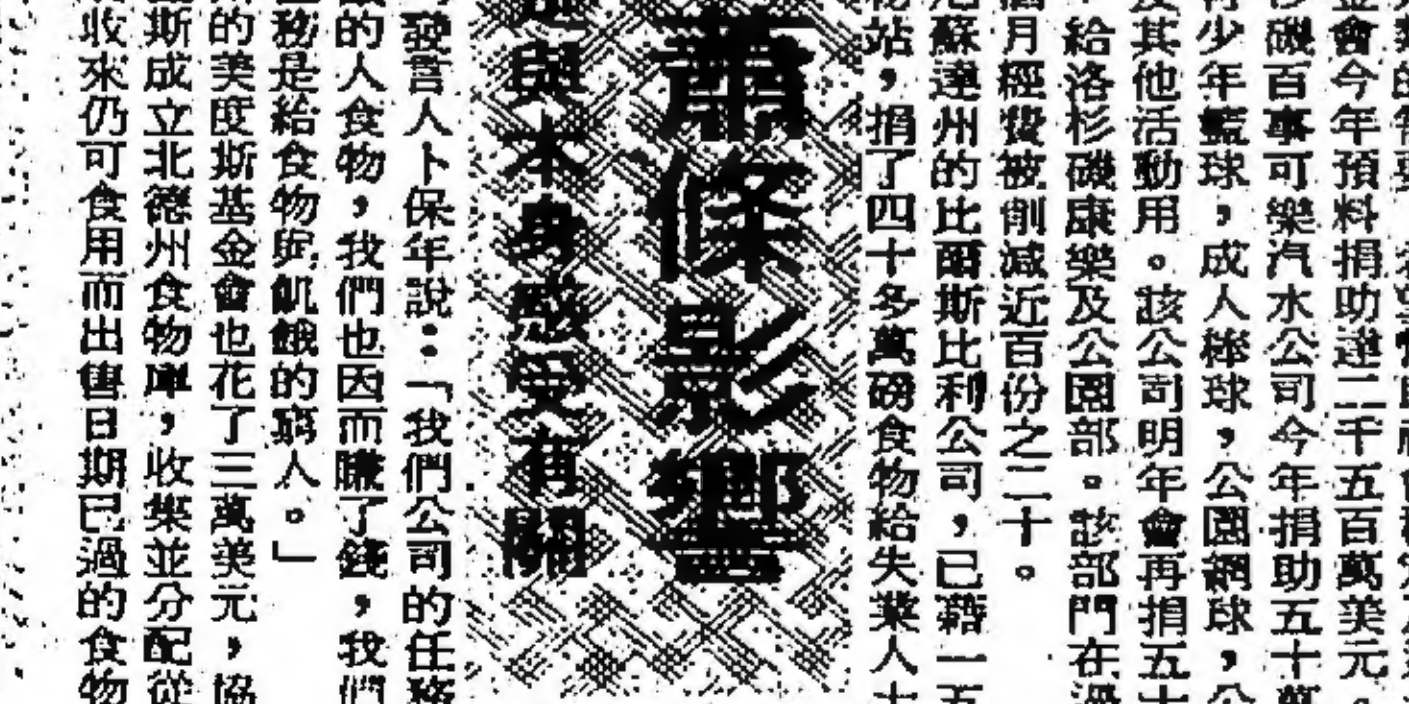 會今年預料捐助達二千五百萬美元。
磯百事可樂汽水公司今年捐助五十萬
少年籃球，成人棒球，公園網球，公
其他活動用。該公司明年會再捐五十
給洛杉磯康樂及公園部。該部門在過
月經費被削減近百份之二十。
蘇達州的比爾斯比利公司，已藉一五
站，捐了四十多萬磅食物給失業人士
蕭條影響
與本身感受有關
發言人卜保年說：「我們公司的任務
的人食物，我們也因而賺了錢，我們
務是給食物與飢餓的窮人。」
的美度斯基金會也花了三萬美元，協
斯成立北德州食物庫，收集並分配從
收來仍可食用而出售日期已過的食物